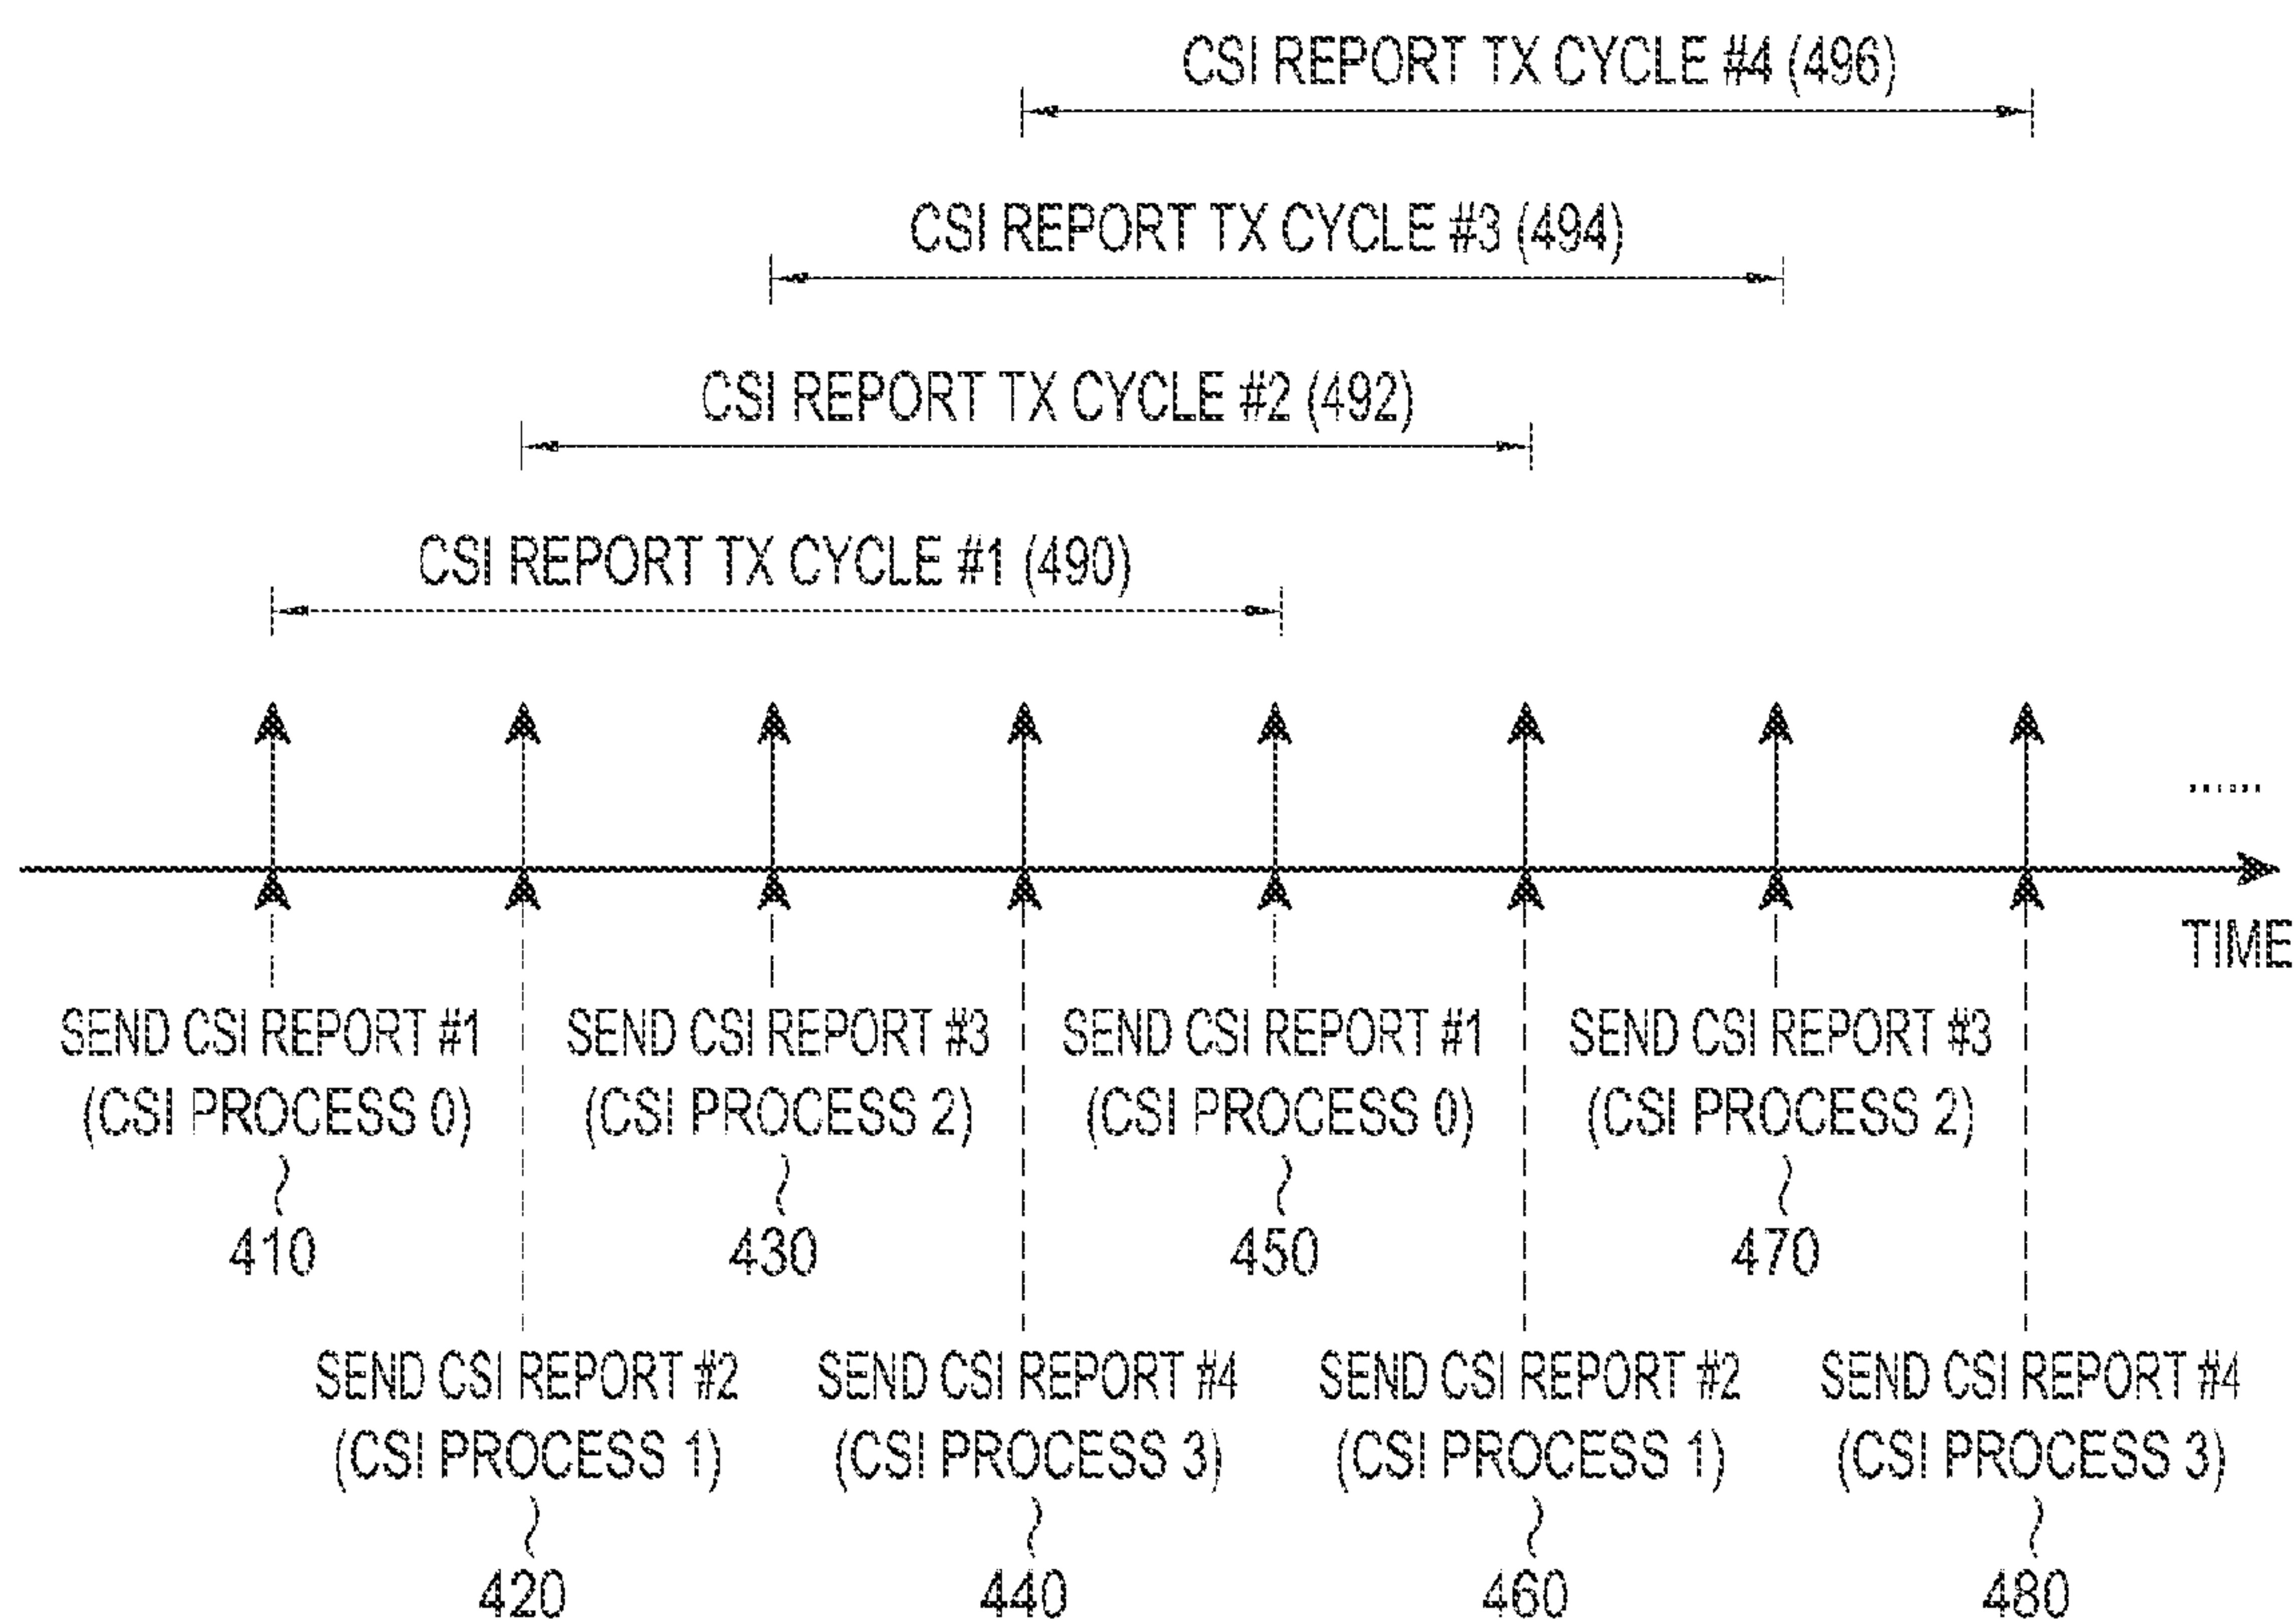 CSI REPORT TX CYCLE #4 (496)
CSI REPORT TX CYCLE #3 (494)
CSI REPORT TX CYCLE #2 (492)
CSI REPORT TX CYCLE #1 (490)
......
TIME
SEND CSI REPORT #1
(CSI PROCESS 0)
410
SEND CSI REPORT #3
(CSI PROCESS 2)
430
SEND CSI REPORT #1
(CSI PROCESS 0)
450
SEND CSI REPORT #3
(CSI PROCESS 2)
470
SEND CSI REPORT #2
(CSI PROCESS 1)
420
SEND CSI REPORT #4
(CSI PROCESS 3)
440
SEND CSI REPORT #2
(CSI PROCESS 1)
460
SEND CSI REPORT #4
(CSI PROCESS 3)
480